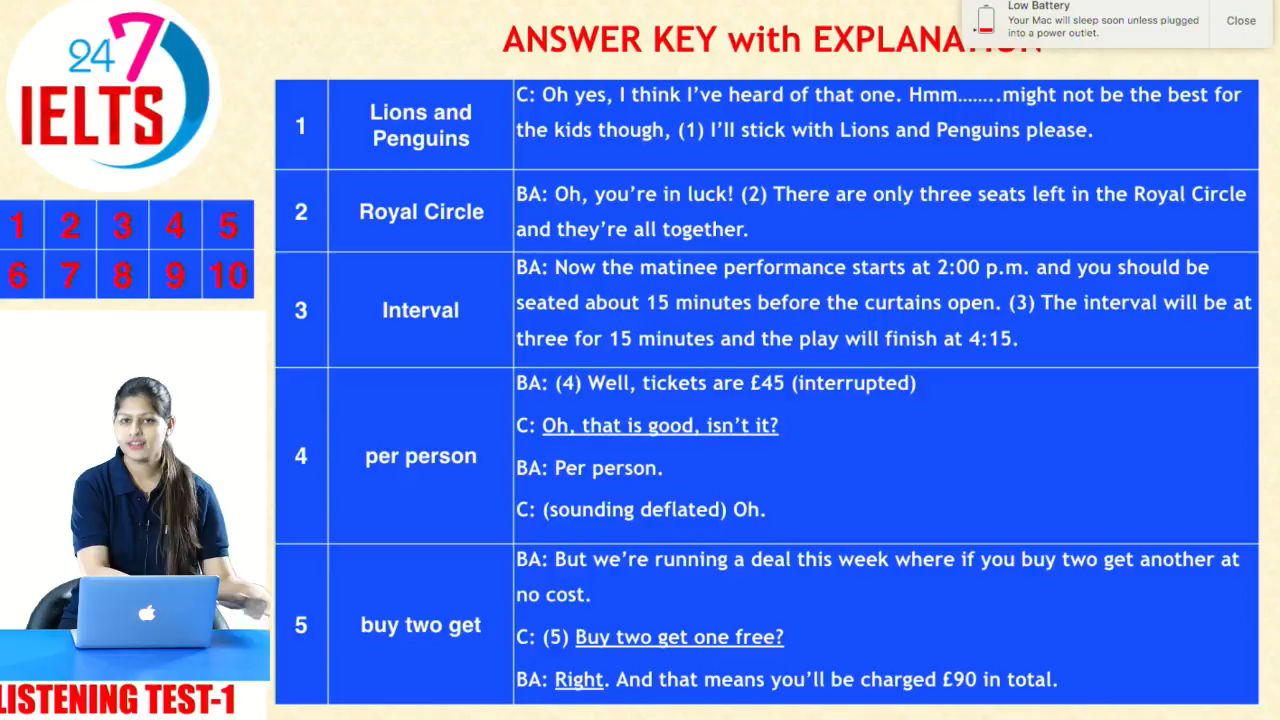 24 7
IELTS
1 2 3 4 5
6 7 8 9 10
LISTENING TEST-1
Low Battery
Your Mac will sleep soon unless plugged
into a power outlet.
Close
ANSWER KEY with EXPLANATION
1
Lions and
Penguins
C: Oh yes, I think I’ve heard of that one. Hmm……..might not be the best for
the kids though, (1) I’ll stick with Lions and Penguins please.
2
Royal Circle
BA: Oh, you’re in luck! (2) There are only three seats left in the Royal Circle
and they’re all together.
3
Interval
BA: Now the matinee performance starts at 2:00 p.m. and you should be
seated about 15 minutes before the curtains open. (3) The interval will be at
three for 15 minutes and the play will finish at 4:15.
4
per person
BA: (4) Well, tickets are £45 (interrupted)
C: Oh, that is good, isn’t it?
BA: Per person.
C: (sounding deflated) Oh.
5
buy two get
BA: But we’re running a deal this week where if you buy two get another at
no cost.
C: (5) Buy two get one free?
BA: Right. And that means you’ll be charged £90 in total.